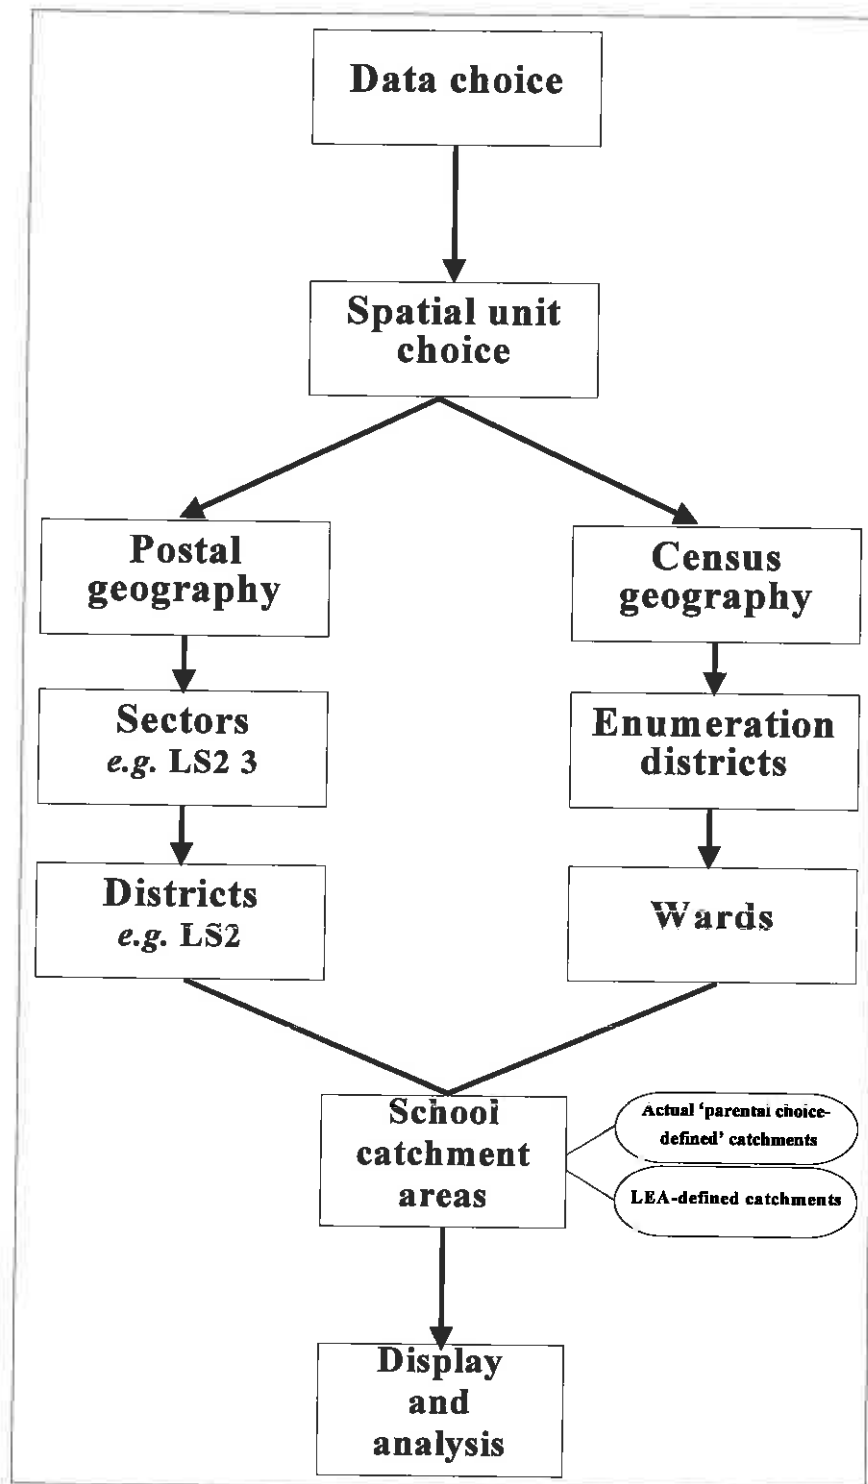 Data choice
Spatial unit
choice
Postal
geography
Census
geography
Sectors
e.g. LS2 3
Enumeration
districts
Districts
e.g. LS2
Wards
School
catchment
areas
Actual ‘parental choice-
defined’ catchments
LEA-defined catchments
Display
and
analysis